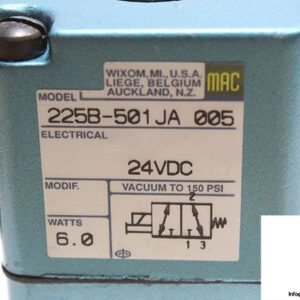 WIXOM, MI., U.S.A.
LIEGE, BELGIUM
AUCKLAND, N.Z.
MAC
MODEL
225B-501JA 005
ELECTRICAL
24VDC
MODIF.
VACUUM TO 150 PSI
WATTS
6.0
2
1 3